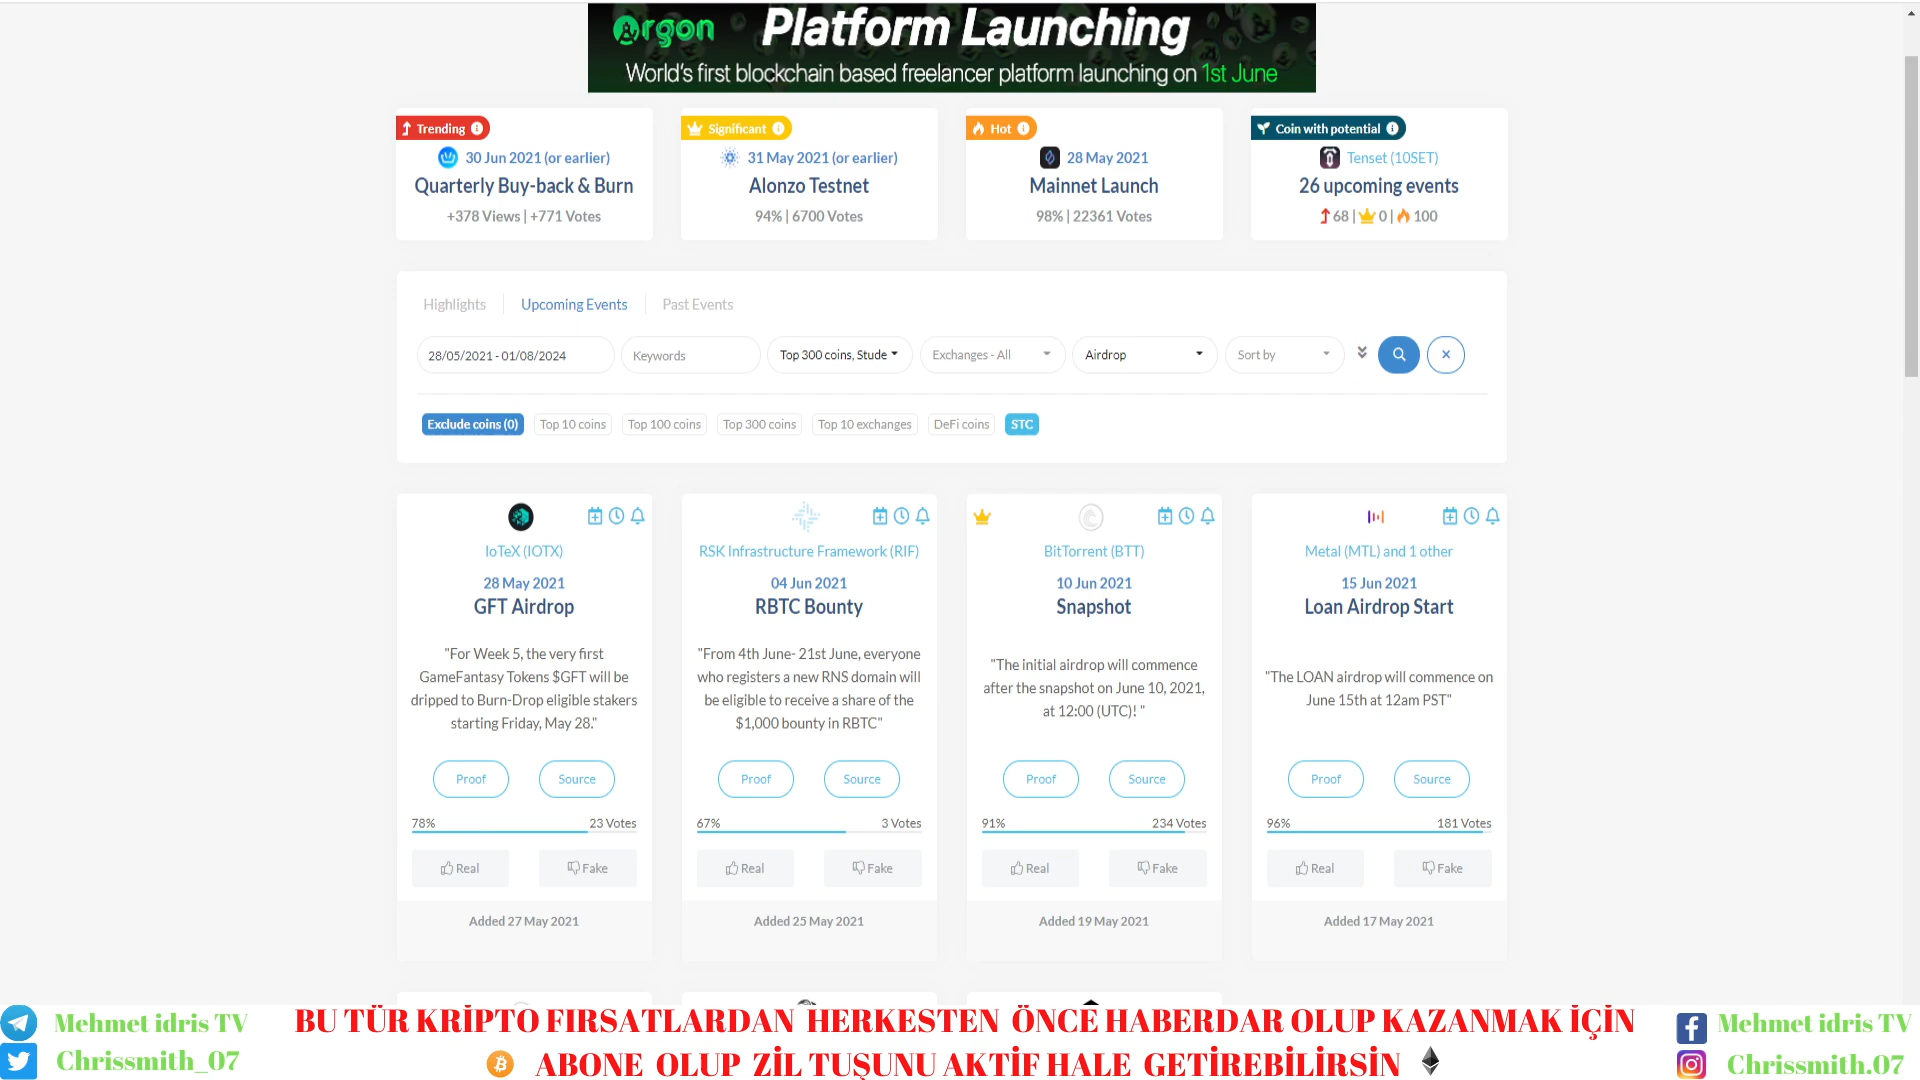 Argon Platform Launching
World's first blockchain based freelancer platform launching on 1st June
Trending
30 Jun 2021 (or earlier)
Quarterly Buy-back & Burn
+378 Views | +771 Votes
Significant
31 May 2021 (or earlier)
Alonzo Testnet
94% | 6700 Votes
Hot
28 May 2021
Mainnet Launch
98% | 22361 Votes
Coin with potential
Tenset (10SET)
26 upcoming events
68 | 0 | 100
Highlights Upcoming Events Past Events
28/05/2021 - 01/08/2024 Keywords Top 300 coins, Stude Exchanges - All Airdrop Sort by
Exclude coins (0) Top 10 coins Top 100 coins Top 300 coins Top 10 exchanges DeFi coins STC
IoTeX (IOTX)
28 May 2021
GFT Airdrop
"For Week 5, the very first
GameFantasy Tokens $GFT will be
dripped to Burn-Drop eligible stakers
starting Friday, May 28."
Proof Source
78% 23 Votes
Real Fake
Added 27 May 2021
RSK Infrastructure Framework (RIF)
04 Jun 2021
RBTC Bounty
"From 4th June- 21st June, everyone
who registers a new RNS domain will
be eligible to receive a share of the
$1,000 bounty in RBTC"
Proof Source
67% 3 Votes
Real Fake
Added 25 May 2021
BitTorrent (BTT)
10 Jun 2021
Snapshot
"The initial airdrop will commence
after the snapshot on June 10, 2021,
at 12:00 (UTC)! "
Proof Source
91% 234 Votes
Real Fake
Added 19 May 2021
Metal (MTL) and 1 other
15 Jun 2021
Loan Airdrop Start
"The LOAN airdrop will commence on
June 15th at 12am PST"
Proof Source
96% 181 Votes
Real Fake
Added 17 May 2021
Mehmet idris TV
Chrissmith_07
BU TÜR KRİPTO FIRSATLARDAN HERKESTEN ÖNCE HABERDAR OLUP KAZANMAK İÇİN
ABONE OLUP ZİL TUŞUNU AKTİF HALE GETİREBİLİRSİN
Mehmet idris TV
Chrissmith.07